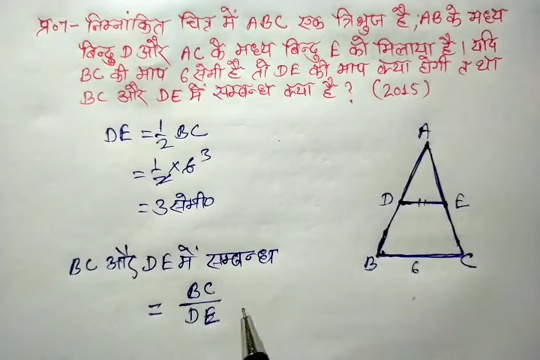 प्रश्न- निम्नांकित चित्र में ABC एक त्रिभुज है, AB के मध्य
बिन्दु D और AC के मध्य बिन्दु E को मिलाया है। यदि
BC की माप 6 सेमी है तो DE की माप क्या होगी तथा
BC और DE में सम्बन्ध क्या है? (2015)
DE = 1/2 BC
= 1/2 × 6 3
= 3 सेमी०
BC और DE में सम्बन्ध
= BC/DE
A
D E
B C
6